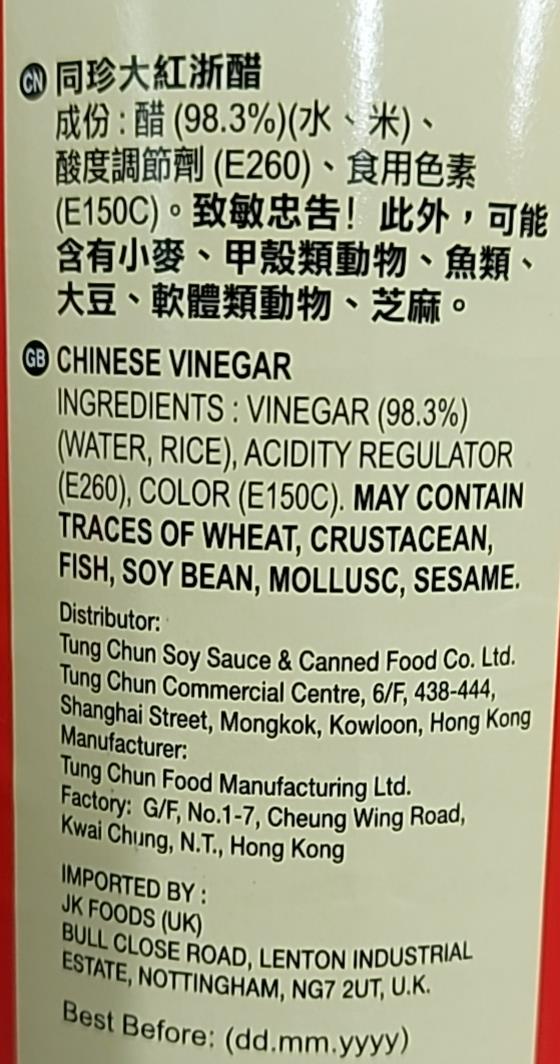 CN 同珍大紅浙醋
成份：醋 (98.3%)(水、米)、
酸度調節劑 (E260)、食用色素
(E150C)。致敏忠告！此外，可能
含有小麥、甲殼類動物、魚類、
大豆、軟體類動物、芝麻。
GB CHINESE VINEGAR
INGREDIENTS : VINEGAR (98.3%)
(WATER, RICE), ACIDITY REGULATOR
(E260), COLOR (E150C). MAY CONTAIN
TRACES OF WHEAT, CRUSTACEAN,
FISH, SOY BEAN, MOLLUSC, SESAME.
Distributor:
Tung Chun Soy Sauce & Canned Food Co. Ltd.
Tung Chun Commercial Centre, 6/F, 438-444,
Shanghai Street, Mongkok, Kowloon, Hong Kong
Manufacturer:
Tung Chun Food Manufacturing Ltd.
Factory: G/F, No.1-7, Cheung Wing Road,
Kwai Chung, N.T., Hong Kong
IMPORTED BY :
JK FOODS (UK)
BULL CLOSE ROAD, LENTON INDUSTRIAL
ESTATE, NOTTINGHAM, NG7 2UT, U.K.
Best Before: (dd.mm.yyyy)